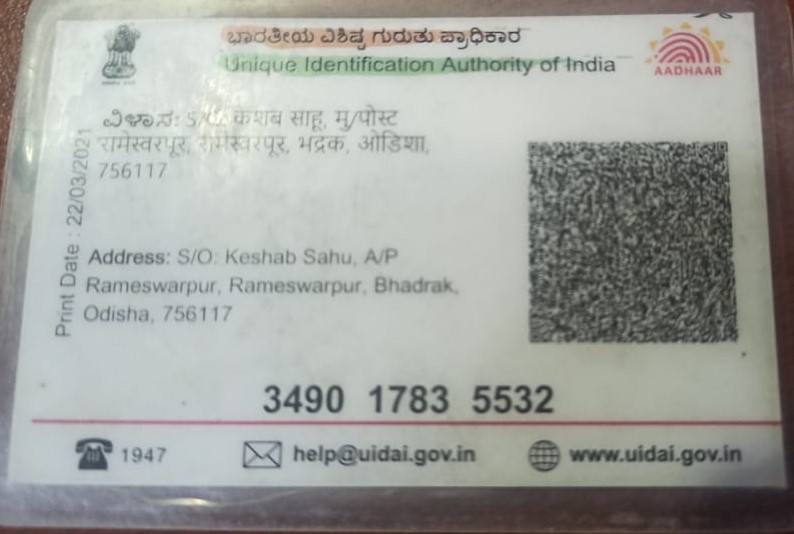 ಭಾರತೀಯ ವಿಶಿಷ್ಟ ಗುರುತು ಪ್ರಾಧಿಕಾರ
Unique Identification Authority of India
AADHAAR
ವಿಳಾಸ: S/O: केशब साहू, मु/पोस्ट
रामेस्वरपूर, रामेस्वरपूर, भद्रक, ओडिशा,
756117
Print Date : 22/03/2021
Address: S/O: Keshab Sahu, A/P
Rameswarpur, Rameswarpur, Bhadrak,
Odisha, 756117
3490 1783 5532
1947
help@uidai.gov.in
www.uidai.gov.in